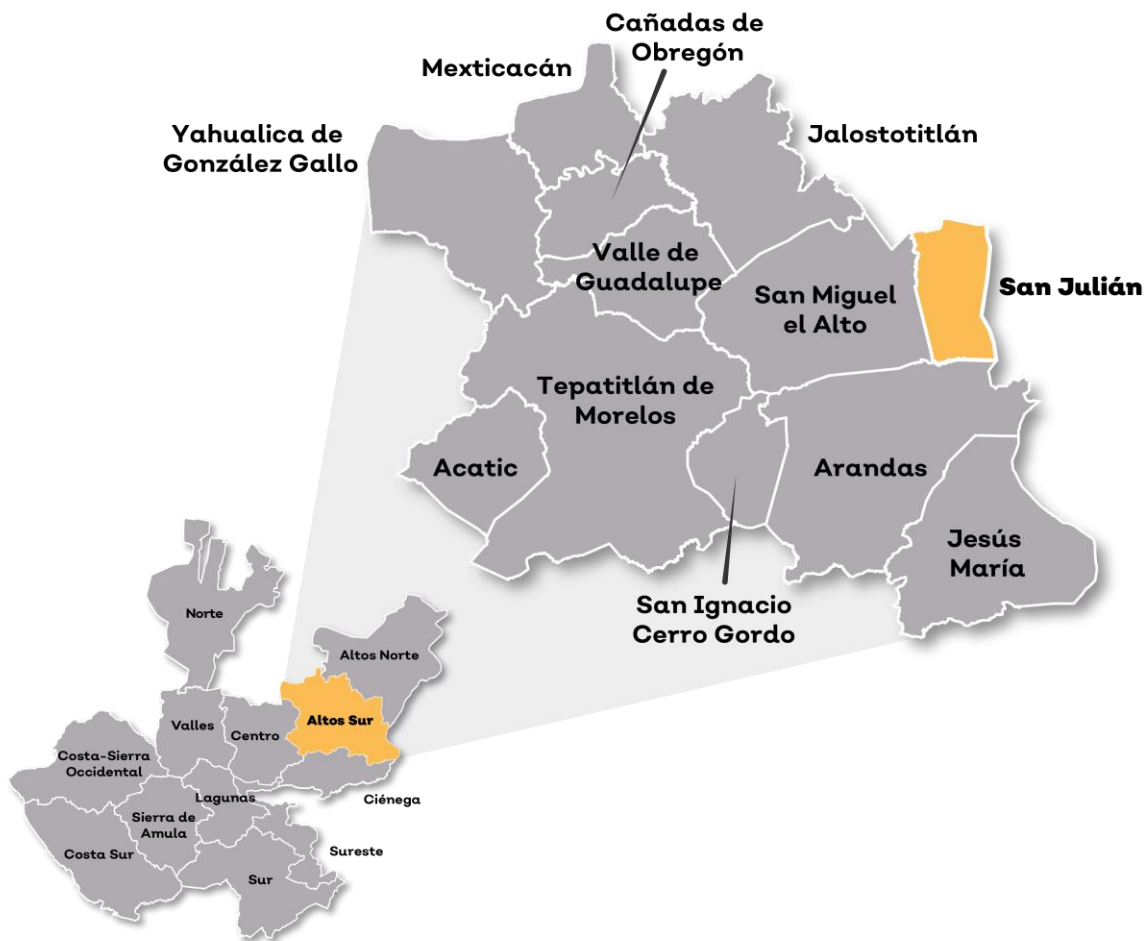 Cañadas de
Obregón
Mexticacán
Yahualica de
González Gallo
Jalostotitlán
Valle de
Guadalupe
San Miguel
el Alto
San Julián
Tepatitlán de
Morelos
Acatic
Arandas
Jesús
María
San Ignacio
Cerro Gordo
Norte
Altos Norte
Altos Sur
Valles
Centro
Costa-Sierra
Occidental
Lagunas
Ciénega
Sierra de
Amula
Sureste
Costa Sur
Sur